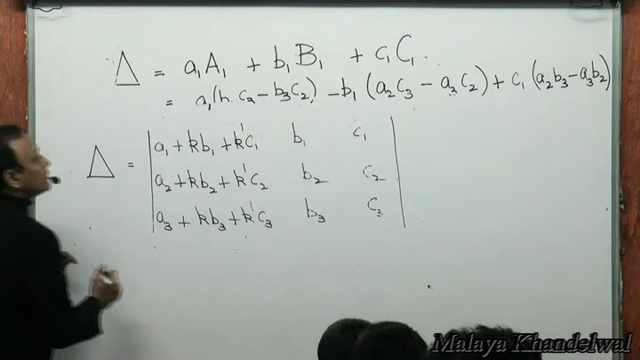 Δ = a₁A₁ + b₁B₁ + c₁C₁.
= a₁(b c₃ − b₃c₂) − b₁ (a₂c₃ − a₃c₂) + c₁ (a₂b₃ − a₃b₂)
Δ = | a₁ + kb₁ + k'c₁ b₁ c₁ |
| a₂ + kb₂ + k'c₂ b₂ c₂ |
| a₃ + kb₃ + k'c₃ b₃ c₃ |
Malaya Khandelwal